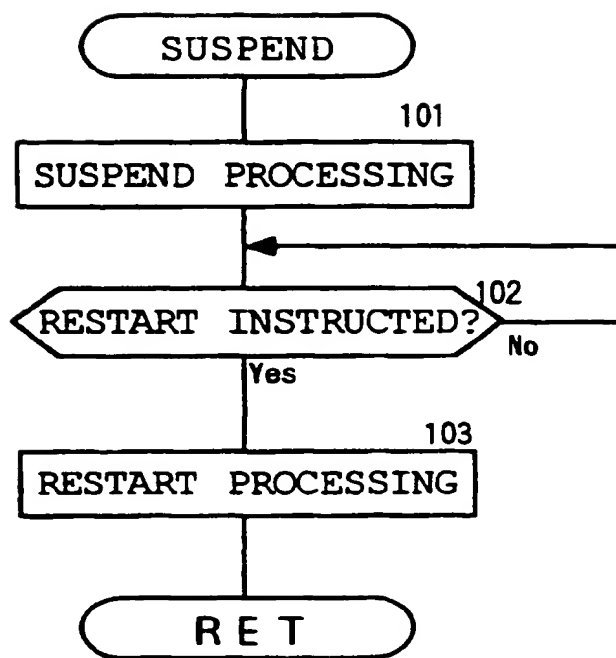 SUSPEND
101
SUSPEND PROCESSING
102
RESTART INSTRUCTED?
No
Yes
103
RESTART PROCESSING
RET